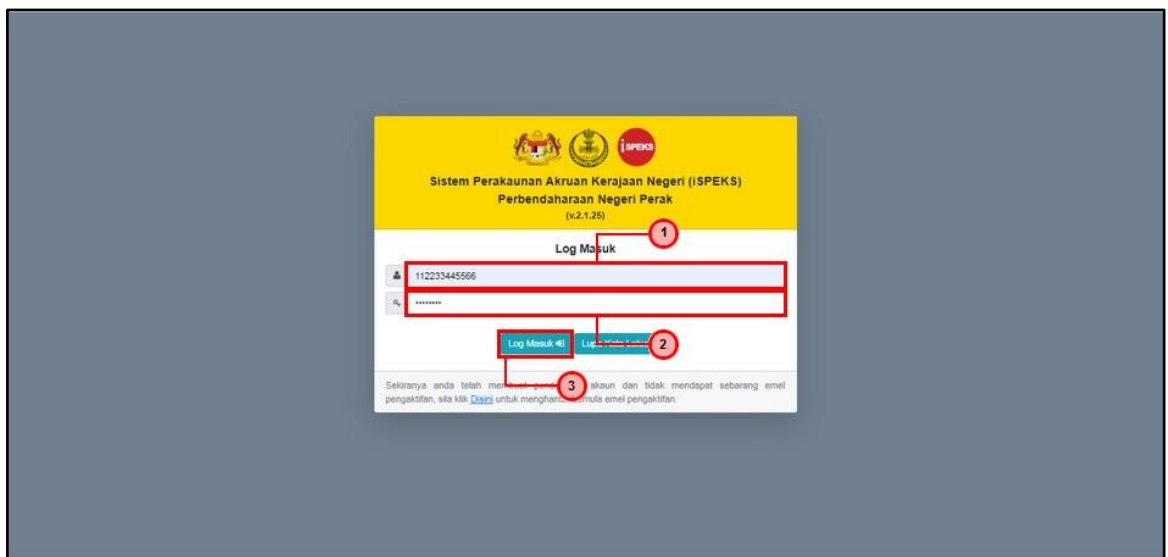 iSPEKS
Sistem Perakaunan Akruan Kerajaan Negeri (iSPEKS)
Perbendaharaan Negeri Perak
(v.2.1.25)
1
Log Masuk
112233445566
........
Log Masuk
2
3
Sekiranya anda telah akaun dan tidak mendapat sebarang emel
pengaktifan, sila klik Disini untuk emel pengaktifan.